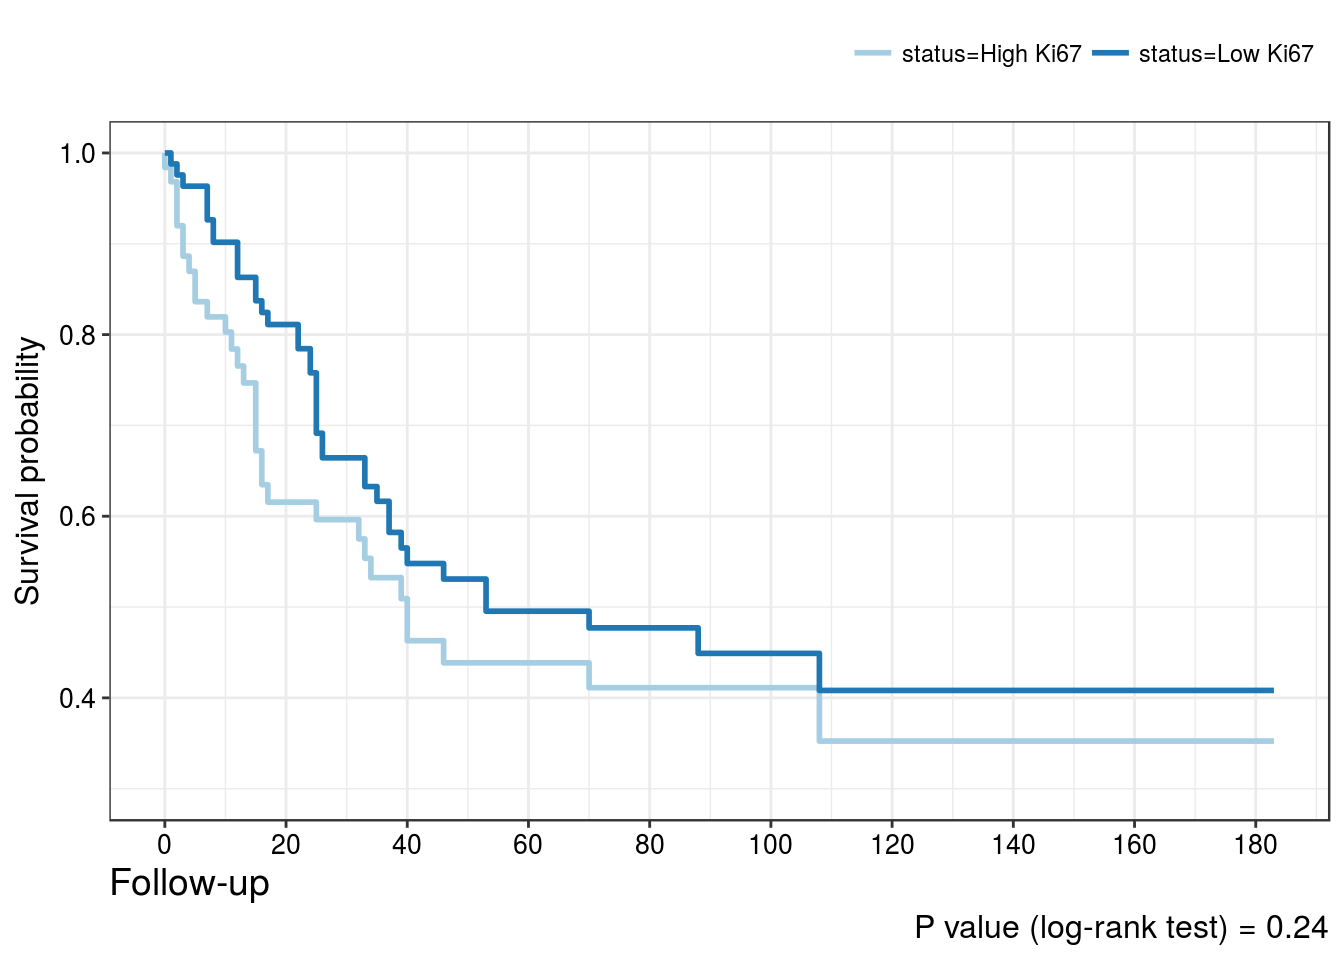 status=High Ki67 status=Low Ki67
1.0
0.8
0.6
0.4
Survival probability
0 20 40 60 80 100 120 140 160 180
Follow-up
P value (log-rank test) = 0.24